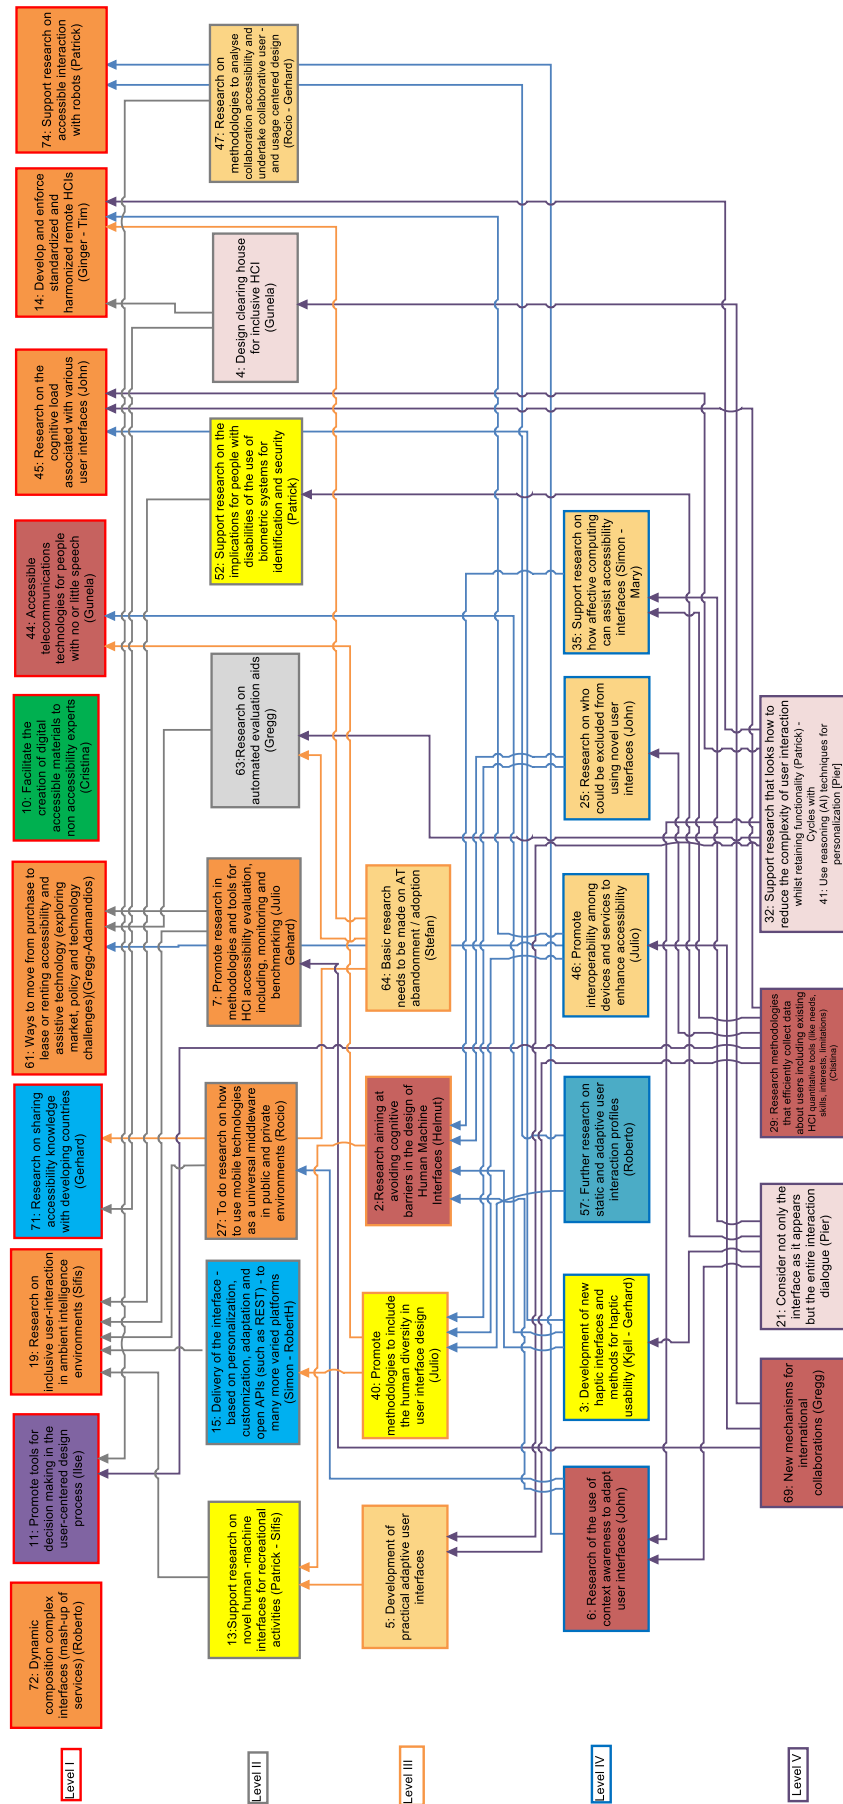 Level I
72: Dynamic
composition complex
interfaces (mash-up of
services) (Roberto)
11: Promote tools for
decision making in the
user-centered design
process (Ilse)
19: Research on
inclusive user-interaction
in ambient intelligence
environments (Sifis)
71: Research on sharing
accessibility knowledge
with developing countries
(Gerhard)
61: Ways to move from purchase to
lease or renting accessibility and
assistive technology (exploring
market, policy and technology
challenges)(Gregg-Adamandios)
10: Facilitate the
creation of digital
accessible materials to
non accessibility experts
(Cristina)
44: Accessible
telecommunications
technologies for people
with no or little speech
(Gunela)
45: Research on the
cognitive load
associated with various
user interfaces (John)
14: Develop and enforce
standardized and
harmonized remote HCIs
(Ginger - Tim)
74: Support research on
accessible interaction
with robots (Patrick)
Level II
13:Support research on
novel human -machine
interfaces for recreational
activities (Patrick - Sifis)
15: Delivery of the interface -
based on personalization,
customization, adaptation and
open APIs (such as REST) - to
many more varied platforms
(Simon - RobertH)
27: To do research on how
to use mobile technologies
as a universal middleware
in public and private
environments (Rocio)
7: Promote research in
methodologies and tools for
HCI accessibility evaluation,
including, monitoring and
benchmarking (Julio
Gehard)
63:Research on
automated evaluation aids
(Gregg)
52: Support research on the
implications for people with
disabilities of the use of
biometric systems for
identification and security
(Patrick)
4: Design clearing house
for inclusive HCI
(Gunela)
47: Research on
methodologies to analyse
collaboration accessibility and
undertake collaborative user -
and usage centered design
(Rocio - Gerhard)
Level III
5: Development of
practical adaptive user
interfaces
40: Promote
methodologies to include
the human diversity in
user interface design
(Julio)
2:Research aiming at
avoiding cognitive
barriers in the design of
Human Machine
Interfaces (Helmut)
64: Basic research
needs to be made on AT
abandonment / adoption
(Stefan)
Level IV
6: Research of the use of
context awareness to adapt
user interfaces (John)
3: Development of new
haptic interfaces and
methods for haptic
usability (Kjell - Gerhard)
57: Further research on
static and adaptive user
interaction profiles
(Roberto)
46: Promote
interoperability among
devices and services to
enhance accessibility
(Julio)
25: Research on who
could be excluded from
using novel user
interfaces (John)
35: Support research on
how affective computing
can assist accessibility
interfaces (Simon -
Mary)
Level V
69: New mechanisms for
international
collaborations (Gregg)
21: Consider not only the
interface as it appears
but the entire interaction
dialogue (Pier)
29: Research methodologies
that efficiently collect data
about users including existing
HCI quantitative tools (like needs,
skills, interests, limitations)
(Ctistina)
32: Support research that looks how to
reduce the complexity of user interaction
whilst retaining functionality (Patrick) -
Cycles with
41: Use reasoning (AI) techniques for
personalization [Pier]